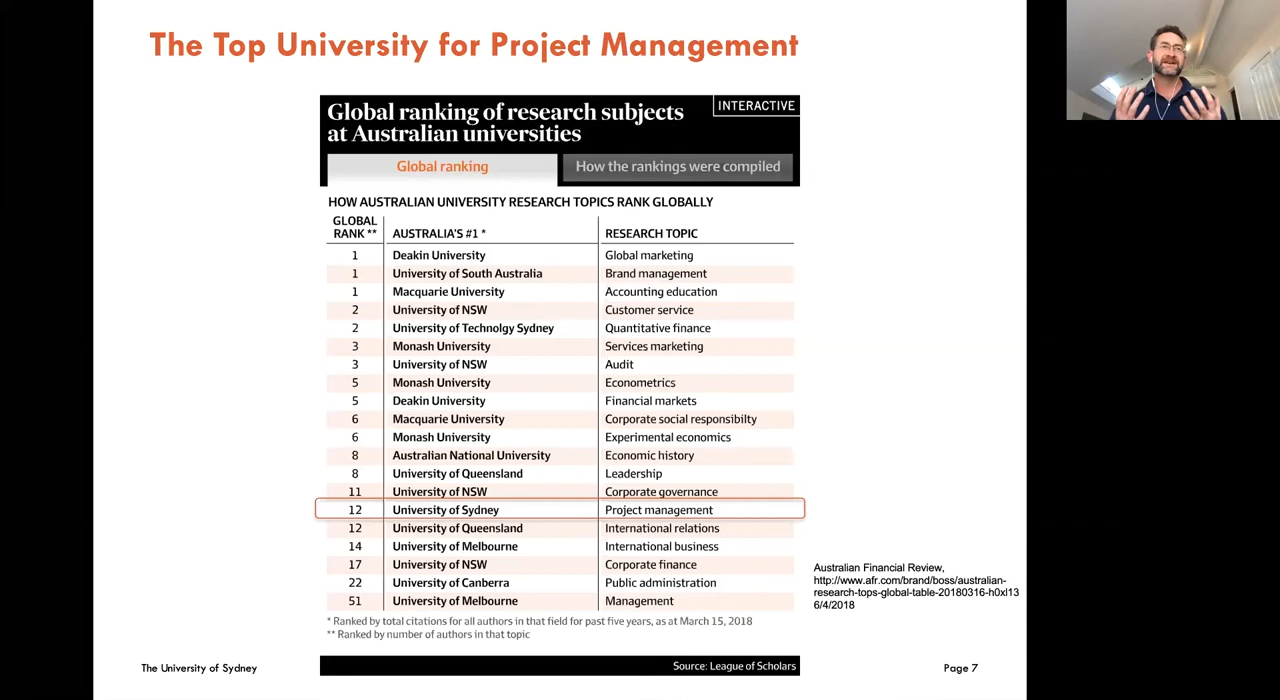 The Top University for Project Management
Global ranking of research subjects
at Australian universities
INTERACTIVE
Global ranking
How the rankings were compiled
HOW AUSTRALIAN UNIVERSITY RESEARCH TOPICS RANK GLOBALLY
GLOBAL RANK ** AUSTRALIA'S #1 * RESEARCH TOPIC
1 Deakin University Global marketing
1 University of South Australia Brand management
1 Macquarie University Accounting education
2 University of NSW Customer service
2 University of Technolgy Sydney Quantitative finance
3 Monash University Services marketing
3 University of NSW Audit
5 Monash University Econometrics
5 Deakin University Financial markets
6 Macquarie University Corporate social responsibilty
6 Monash University Experimental economics
8 Australian National University Economic history
8 University of Queensland Leadership
11 University of NSW Corporate governance
12 University of Sydney Project management
12 University of Queensland International relations
14 University of Melbourne International business
17 University of NSW Corporate finance
22 University of Canberra Public administration
51 University of Melbourne Management
* Ranked by total citations for all authors in that field for past five years, as at March 15, 2018
** Ranked by number of authors in that topic
Source: League of Scholars
Australian Financial Review,
http://www.afr.com/brand/boss/australian-
research-tops-global-table-20180316-h0xl13
6/4/2018
The University of Sydney
Page 7